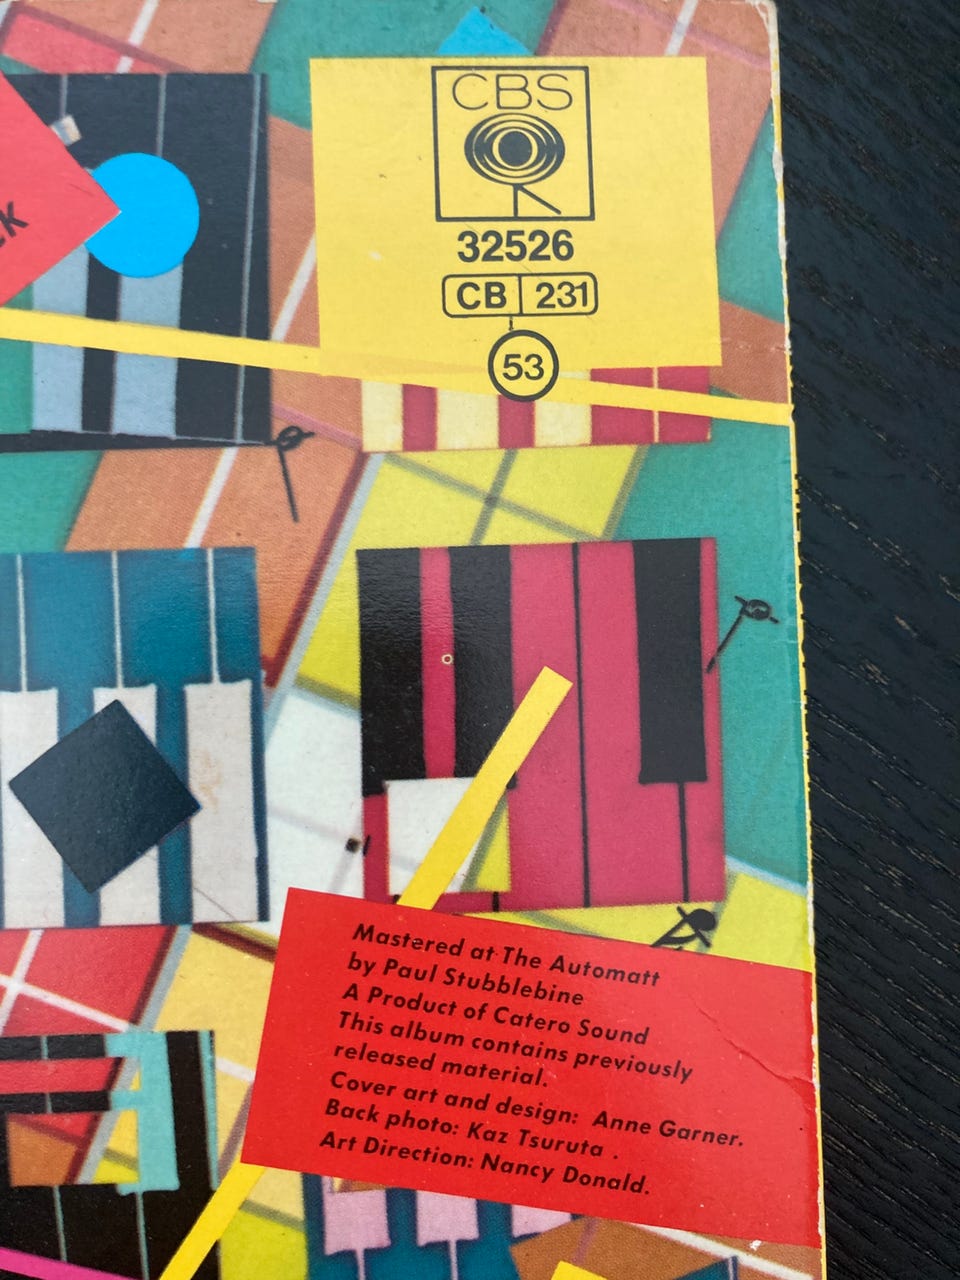 CBS
32526
CB 231
53
Mastered at The Automatt
by Paul Stubblebine
A Product of Catero Sound
This album contains previously
released material.
Cover art and design: Anne Garner.
Back photo: Kaz Tsuruta .
Art Direction: Nancy Donald.